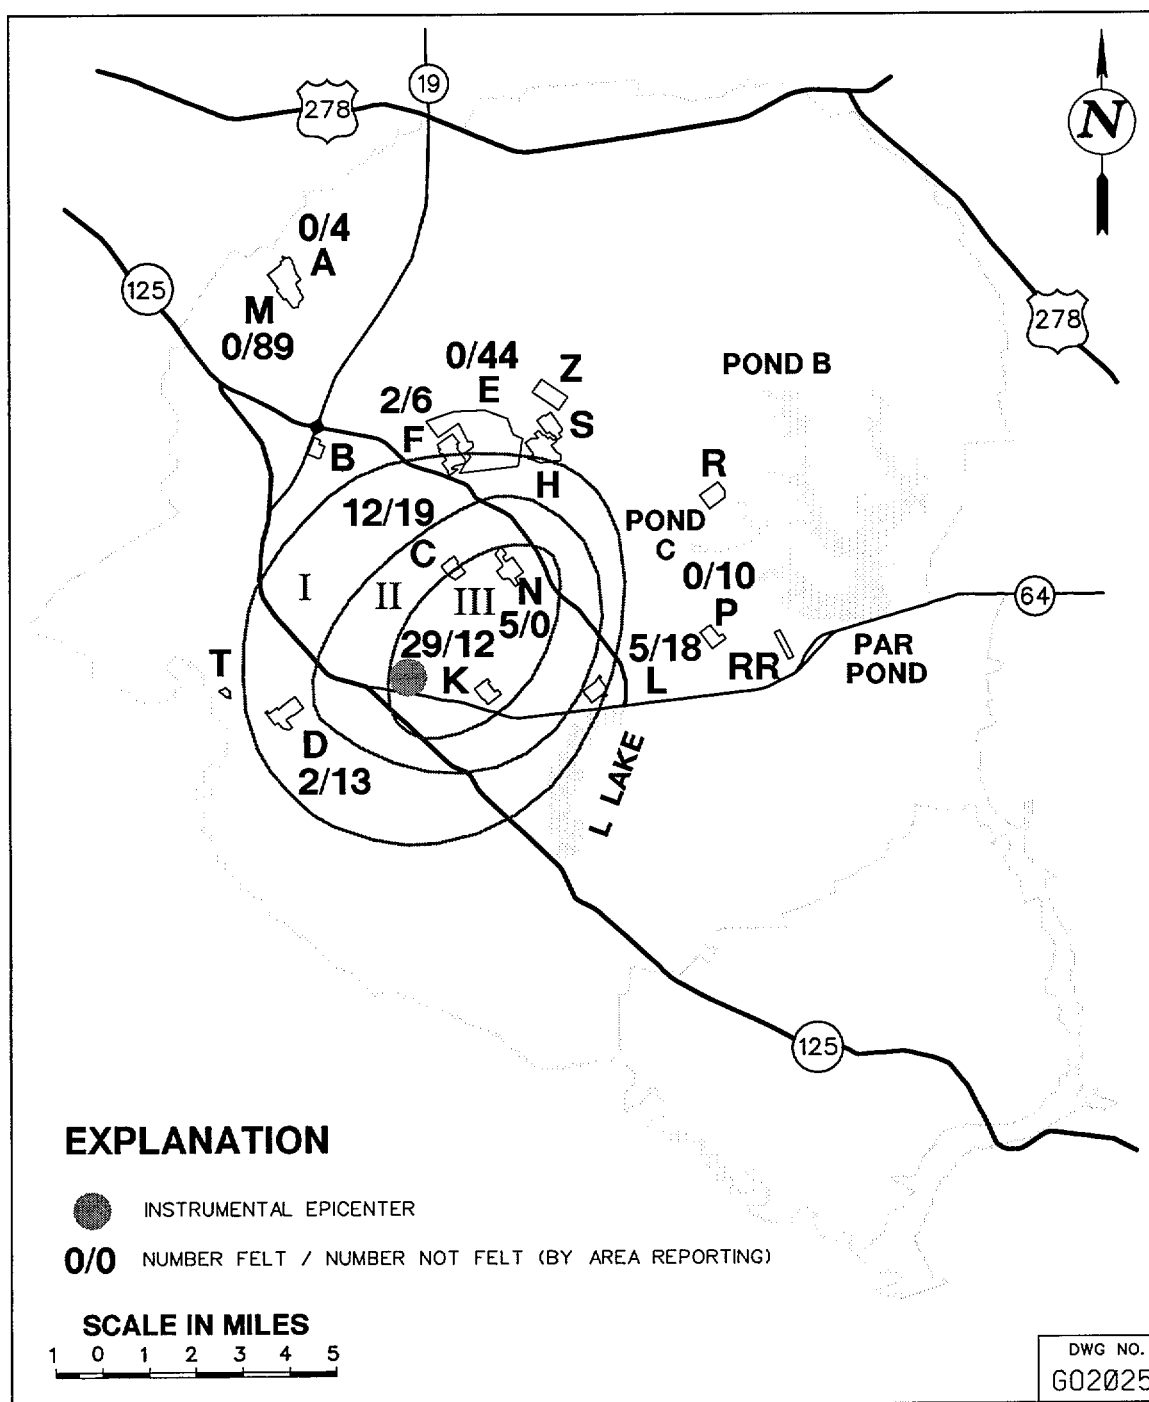 19
278
N
0/4
A
125
M
0/89
278
0/44
E
Z
POND B
2/6
F
S
B
H
R
12/19
POND
C
C
0/10
I
II
III
N
5/0
64
29/12
5/18
P
T
K
L
RR
PAR
POND
D
2/13
L LAKE
125
EXPLANATION
INSTRUMENTAL EPICENTER
0/0 NUMBER FELT / NUMBER NOT FELT (BY AREA REPORTING)
SCALE IN MILES
1 0 1 2 3 4 5
DWG NO.
G02025